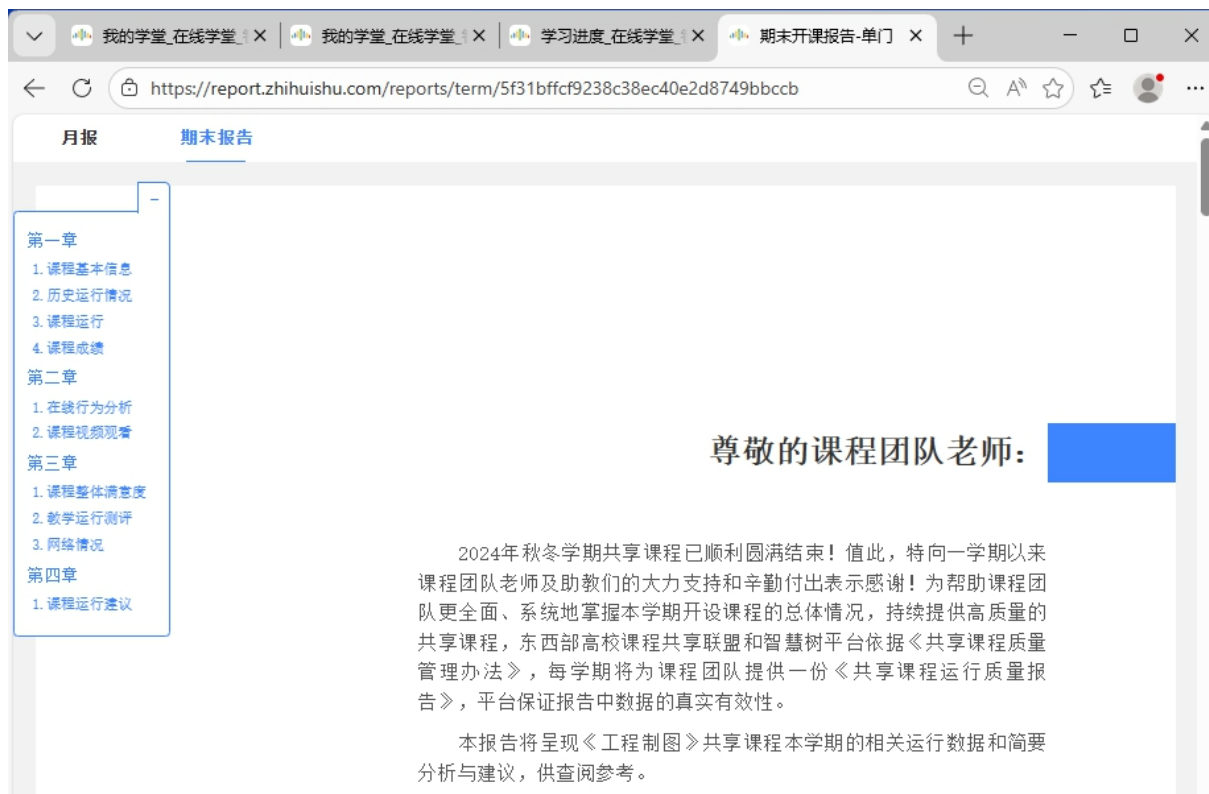 我的学堂_在线学堂_
我的学堂_在线学堂_
学习进度_在线学堂_
期末开课报告-单门
https://report.zhihuishu.com/reports/term/5f31bffcf9238c38ec40e2d8749bbccb
月报
期末报告
第一章
1. 课程基本信息
2. 历史运行情况
3. 课程运行
4. 课程成绩
第二章
1. 在线行为分析
2. 课程视频观看
第三章
1. 课程整体满意度
2. 教学运行测评
3. 网络情况
第四章
1. 课程运行建议
尊敬的课程团队老师：
2024年秋冬学期共享课程已顺利圆满结束！值此，特向一学期以来
课程团队老师及助教们的大力支持和辛勤付出表示感谢！为帮助课程团
队更全面、系统地掌握本学期开设课程的总体情况，持续提供高质量的
共享课程，东西部高校课程共享联盟和智慧树平台依据《共享课程质量
管理办法》，每学期将为课程团队提供一份《共享课程运行质量报
告》，平台保证报告中数据的真实有效性。
本报告将呈现《工程制图》共享课程本学期的相关运行数据和简要
分析与建议，供查阅参考。